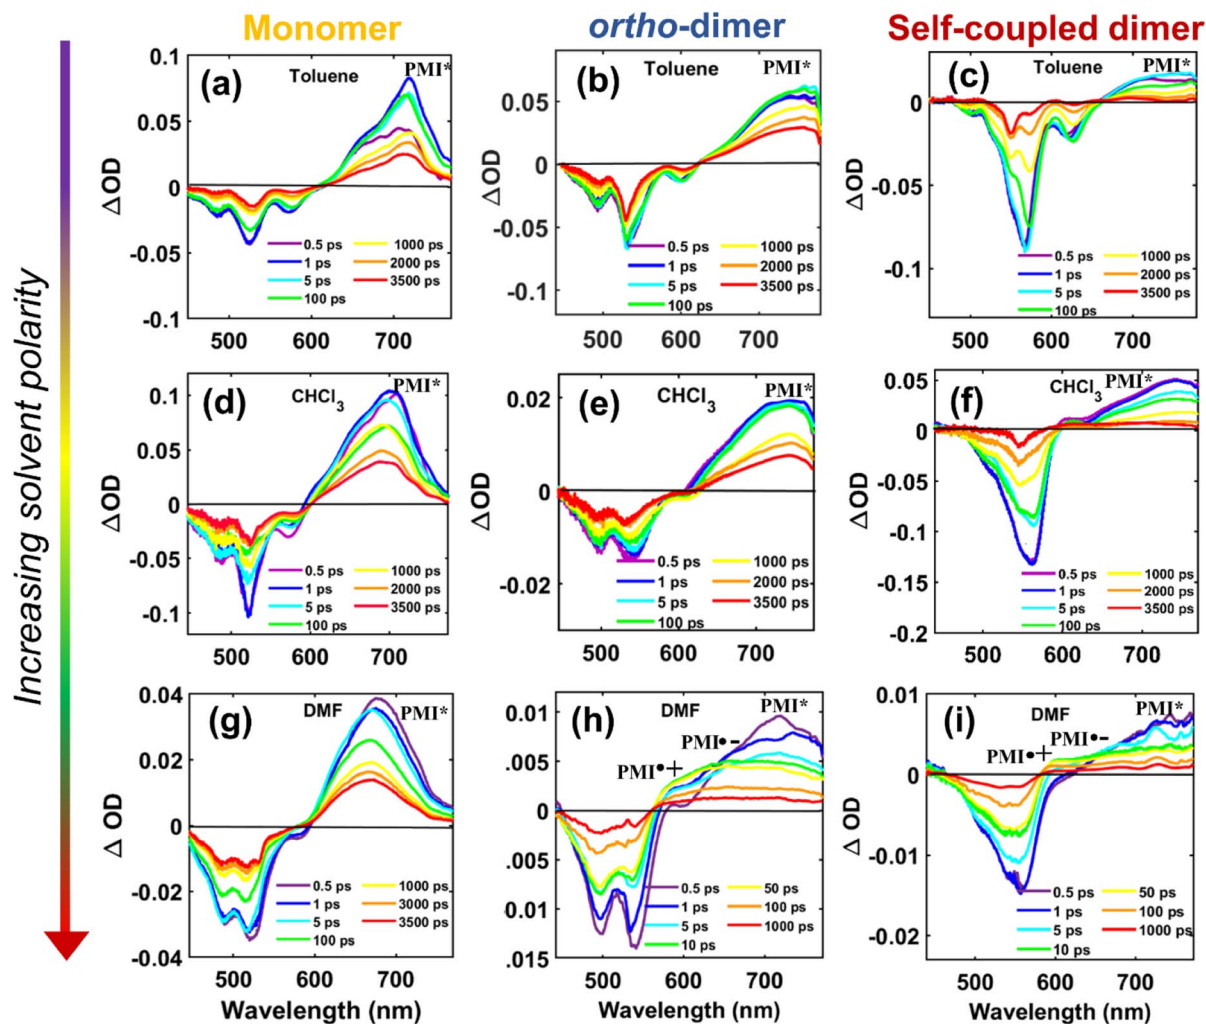 Monomer
ortho-dimer
Self-coupled dimer
Increasing solvent polarity
(a)
Toluene
PMI*
ΔOD
0.1
0.05
0
-0.05
-0.1
0.5 ps
1 ps
5 ps
100 ps
1000 ps
2000 ps
3500 ps
500
600
700
(b)
Toluene
PMI*
ΔOD
0.05
0
-0.05
-0.1
0.5 ps
1 ps
5 ps
100 ps
1000 ps
2000 ps
3500 ps
500
600
700
(c)
Toluene
PMI*
ΔOD
0
-0.05
-0.1
0.5 ps
1 ps
5 ps
100 ps
1000 ps
2000 ps
3500 ps
500
600
700
(d)
CHCl3
PMI*
ΔOD
0.1
0.05
0
-0.05
-0.1
0.5 ps
1 ps
5 ps
100 ps
1000 ps
2000 ps
3500 ps
500
600
700
(e)
CHCl3
PMI*
ΔOD
0.02
0
-0.02
0.5 ps
1 ps
5 ps
100 ps
1000 ps
2000 ps
3500 ps
500
600
700
(f)
CHCl3
PMI*
ΔOD
0.05
0
-0.05
-0.1
-0.15
-0.2
0.5 ps
1 ps
5 ps
100 ps
1000 ps
2000 ps
3500 ps
500
600
700
(g)
DMF
PMI*
Δ OD
0.04
0.02
0
-0.02
-0.04
0.5 ps
1 ps
5 ps
100 ps
1000 ps
3000 ps
3500 ps
500
600
700
Wavelength (nm)
(h)
DMF
PMI*
PMI•-
PMI•+
Δ OD
0.01
.005
0
.005
0.01
.015
0.5 ps
1 ps
5 ps
10 ps
50 ps
100 ps
1000 ps
500
600
700
Wavelength (nm)
(i)
DMF
PMI*
PMI•-
PMI•+
Δ OD
0.01
0
-0.01
-0.02
0.5 ps
1 ps
5 ps
10 ps
50 ps
100 ps
1000 ps
500
600
700
Wavelength (nm)